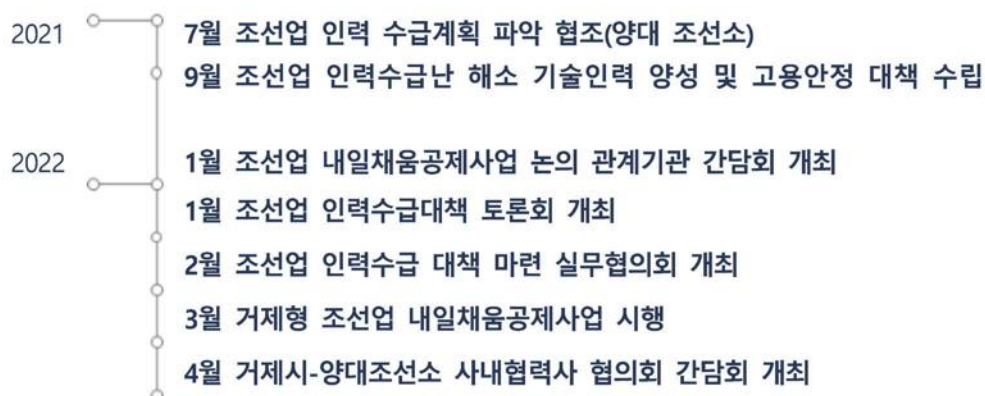 2021
7월 조선업 인력 수급계획 파악 협조(양대 조선소)
9월 조선업 인력수급난 해소 기술인력 양성 및 고용안정 대책 수립
2022
1월 조선업 내일채움공제사업 논의 관계기관 간담회 개최
1월 조선업 인력수급대책 토론회 개최
2월 조선업 인력수급 대책 마련 실무협의회 개최
3월 거제형 조선업 내일채움공제사업 시행
4월 거제시-양대조선소 사내협력사 협의회 간담회 개최